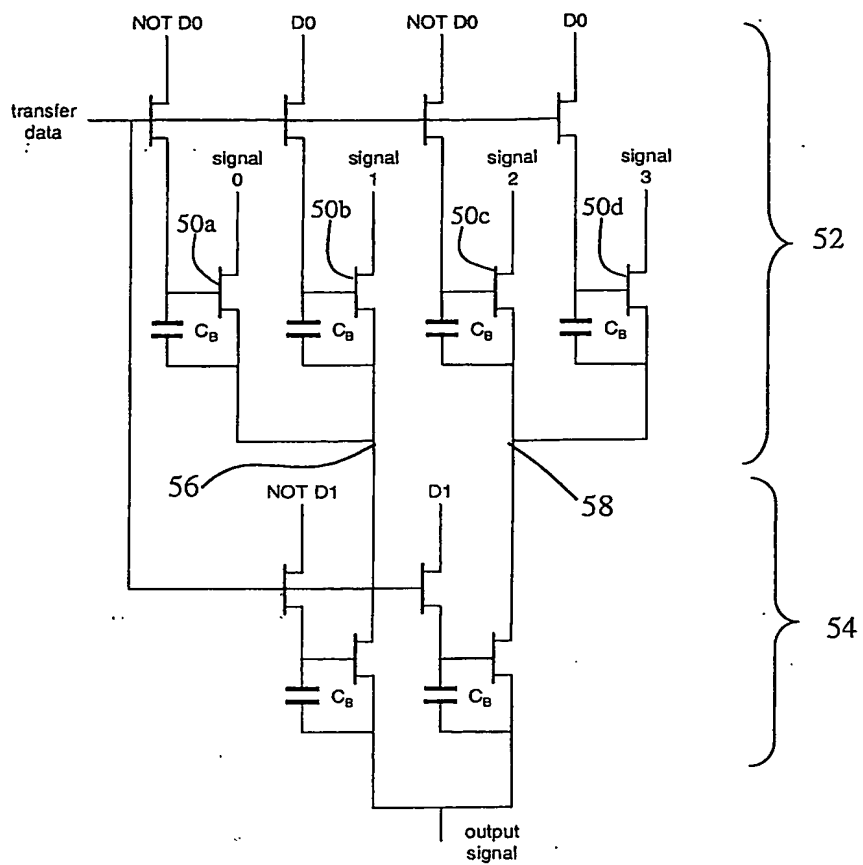 NOT D0 D0 NOT D0 D0
transfer
data
signal
0
signal
1
signal
2
signal
3
50a
50b
50c
50d
52
C_B C_B C_B C_B
56
58
NOT D1 D1
54
C_B C_B
output
signal